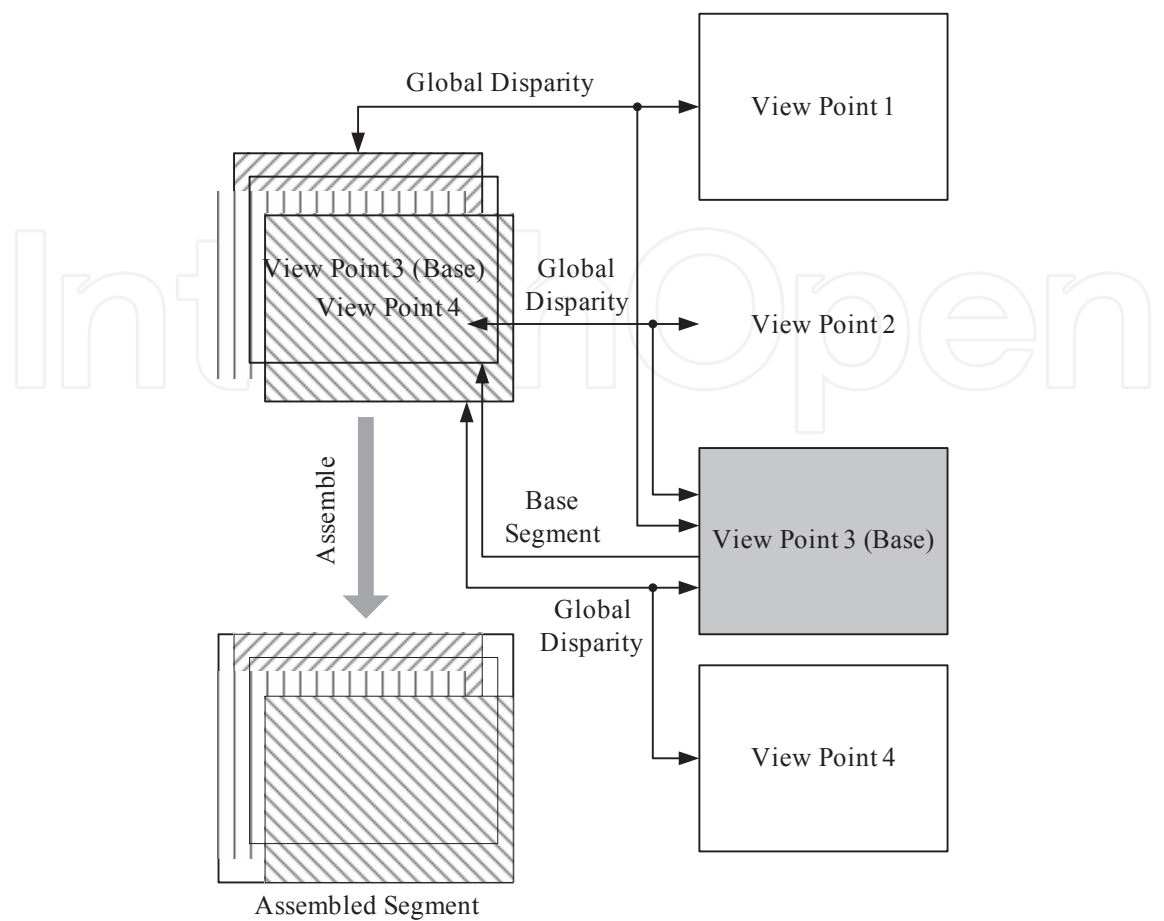 Global Disparity
View Point 1
View Point 3 (Base)
View Point 4
Global
Disparity
View Point 2
Assemble
Base
Segment
View Point 3 (Base)
Global
Disparity
View Point 4
Assembled Segment